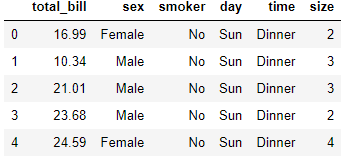 total_bill sex smoker day time size
0 16.99 Female No Sun Dinner 2
1 10.34 Male No Sun Dinner 3
2 21.01 Male No Sun Dinner 3
3 23.68 Male No Sun Dinner 2
4 24.59 Female No Sun Dinner 4